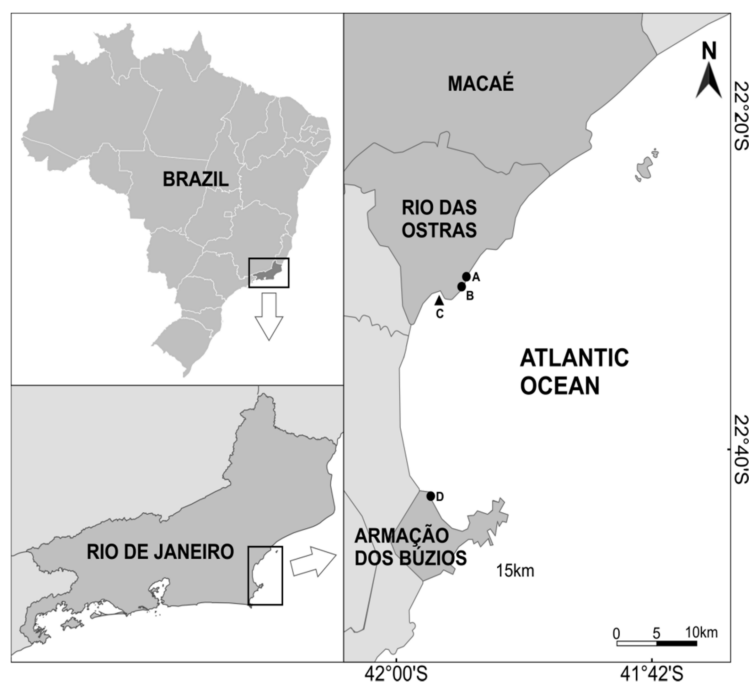 BRAZIL
RIO DE JANEIRO
N
MACAÉ
22°20'S
RIO DAS
OSTRAS
A
B
C
ATLANTIC
OCEAN
22°40'S
D
ARMAÇÃO
DOS BÚZIOS
15km
0 5 10km
42°00'S 41°42'S